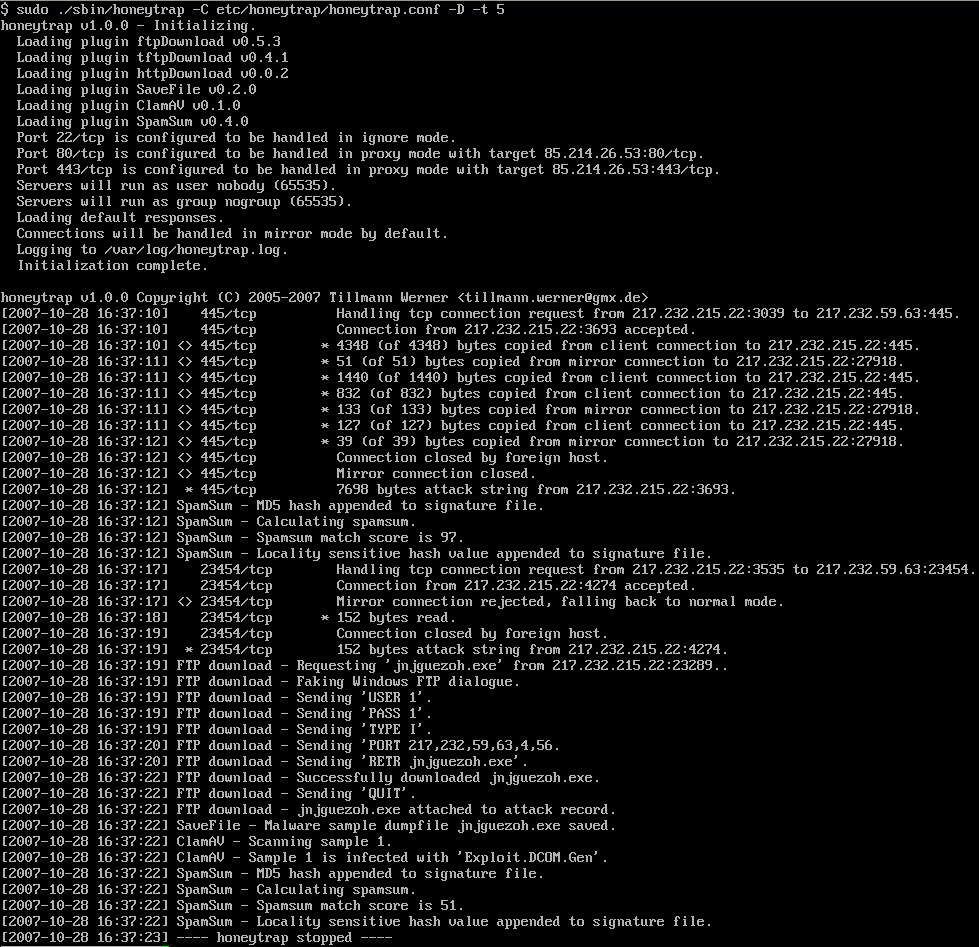 $ sudo ./sbin/honeytrap -C etc/honeytrap/honeytrap.conf -D -t 5
honeytrap v1.0.0 - Initializing.
  Loading plugin ftpDownload v0.5.3
  Loading plugin tftpDownload v0.4.1
  Loading plugin httpDownload v0.0.2
  Loading plugin SaveFile v0.2.0
  Loading plugin ClamAV v0.1.0
  Loading plugin SpamSum v0.4.0
  Port 22/tcp is configured to be handled in ignore mode.
  Port 80/tcp is configured to be handled in proxy mode with target 85.214.26.53:80/tcp.
  Port 443/tcp is configured to be handled in proxy mode with target 85.214.26.53:443/tcp.
  Servers will run as user nobody (65535).
  Servers will run as group nogroup (65535).
  Loading default responses.
  Connections will be handled in mirror mode by default.
  Logging to /var/log/honeytrap.log.
  Initialization complete.

honeytrap v1.0.0 Copyright (C) 2005-2007 Tillmann Werner <tillmann.werner@gmx.de>
[2007-10-28 16:37:10]    445/tcp          Handling tcp connection request from 217.232.215.22:3039 to 217.232.59.63:445.
[2007-10-28 16:37:10]    445/tcp          Connection from 217.232.215.22:3693 accepted.
[2007-10-28 16:37:10] <> 445/tcp        * 4348 (of 4348) bytes copied from client connection to 217.232.215.22:445.
[2007-10-28 16:37:11] <> 445/tcp        * 51 (of 51) bytes copied from mirror connection to 217.232.215.22:27918.
[2007-10-28 16:37:11] <> 445/tcp        * 1440 (of 1440) bytes copied from client connection to 217.232.215.22:445.
[2007-10-28 16:37:11] <> 445/tcp        * 832 (of 832) bytes copied from client connection to 217.232.215.22:445.
[2007-10-28 16:37:11] <> 445/tcp        * 133 (of 133) bytes copied from mirror connection to 217.232.215.22:27918.
[2007-10-28 16:37:11] <> 445/tcp        * 127 (of 127) bytes copied from client connection to 217.232.215.22:445.
[2007-10-28 16:37:12] <> 445/tcp        * 39 (of 39) bytes copied from mirror connection to 217.232.215.22:27918.
[2007-10-28 16:37:12] <> 445/tcp          Connection closed by foreign host.
[2007-10-28 16:37:12] <> 445/tcp          Mirror connection closed.
[2007-10-28 16:37:12]  * 445/tcp          7698 bytes attack string from 217.232.215.22:3693.
[2007-10-28 16:37:12] SpamSum - MD5 hash appended to signature file.
[2007-10-28 16:37:12] SpamSum - Calculating spamsum.
[2007-10-28 16:37:12] SpamSum - Spamsum match score is 97.
[2007-10-28 16:37:12] SpamSum - Locality sensitive hash value appended to signature file.
[2007-10-28 16:37:17]    23454/tcp        Handling tcp connection request from 217.232.215.22:3535 to 217.232.59.63:23454.
[2007-10-28 16:37:17]    23454/tcp        Connection from 217.232.215.22:4274 accepted.
[2007-10-28 16:37:17] <> 23454/tcp        Mirror connection rejected, falling back to normal mode.
[2007-10-28 16:37:18]    23454/tcp      * 152 bytes read.
[2007-10-28 16:37:19]    23454/tcp        Connection closed by foreign host.
[2007-10-28 16:37:19]  * 23454/tcp        152 bytes attack string from 217.232.215.22:4274.
[2007-10-28 16:37:19] FTP download - Requesting 'jnjguezoh.exe' from 217.232.215.22:23289..
[2007-10-28 16:37:19] FTP download - Faking Windows FTP dialogue.
[2007-10-28 16:37:19] FTP download - Sending 'USER 1'.
[2007-10-28 16:37:19] FTP download - Sending 'PASS 1'.
[2007-10-28 16:37:19] FTP download - Sending 'TYPE I'.
[2007-10-28 16:37:20] FTP download - Sending 'PORT 217,232,59,63,4,56.
[2007-10-28 16:37:20] FTP download - Sending 'RETR jnjguezoh.exe'.
[2007-10-28 16:37:22] FTP download - Successfully downloaded jnjguezoh.exe.
[2007-10-28 16:37:22] FTP download - Sending 'QUIT'.
[2007-10-28 16:37:22] FTP download - jnjguezoh.exe attached to attack record.
[2007-10-28 16:37:22] SaveFile - Malware sample dumpfile jnjguezoh.exe saved.
[2007-10-28 16:37:22] ClamAV - Scanning sample 1.
[2007-10-28 16:37:22] ClamAV - Sample 1 is infected with 'Exploit.DCOM.Gen'.
[2007-10-28 16:37:22] SpamSum - MD5 hash appended to signature file.
[2007-10-28 16:37:22] SpamSum - Calculating spamsum.
[2007-10-28 16:37:22] SpamSum - Spamsum match score is 51.
[2007-10-28 16:37:22] SpamSum - Locality sensitive hash value appended to signature file.
[2007-10-28 16:37:23] ---- honeytrap stopped ----